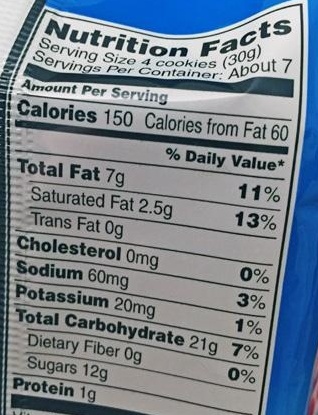 Nutrition Facts
Serving Size 4 cookies (30g)
Servings Per Container: About 7
Amount Per Serving
Calories 150 Calories from Fat 60
% Daily Value*
Total Fat 7g 11%
Saturated Fat 2.5g 13%
Trans Fat 0g
Cholesterol 0mg 0%
Sodium 60mg 3%
Potassium 20mg 1%
Total Carbohydrate 21g 7%
Dietary Fiber 0g 0%
Sugars 12g
Protein 1g